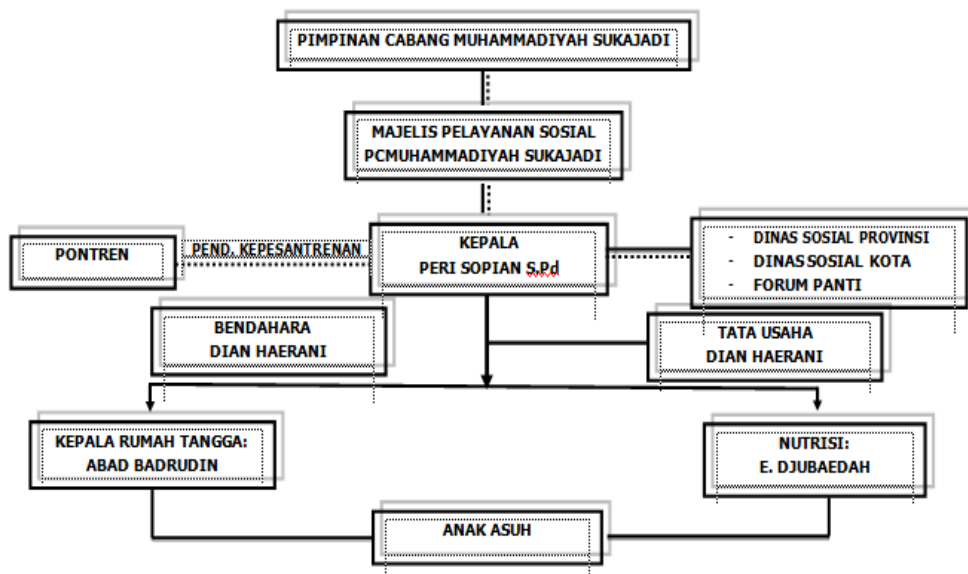 PIMPINAN CABANG MUHAMMADIYAH SUKAJADI
MAJELIS PELAYANAN SOSIAL
PCMUHAMMADIYAH SUKAJADI
PONTREN
PEND. KEPESANTRENAN
KEPALA
PERI SOPIAN S.Pd
- DINAS SOSIAL PROVINSI
- DINAS SOSIAL KOTA
- FORUM PANTI
BENDAHARA
DIAN HAERANI
TATA USAHA
DIAN HAERANI
KEPALA RUMAH TANGGA:
ABAD BADRUDIN
NUTRISI:
E. DJUBAEDAH
ANAK ASUH